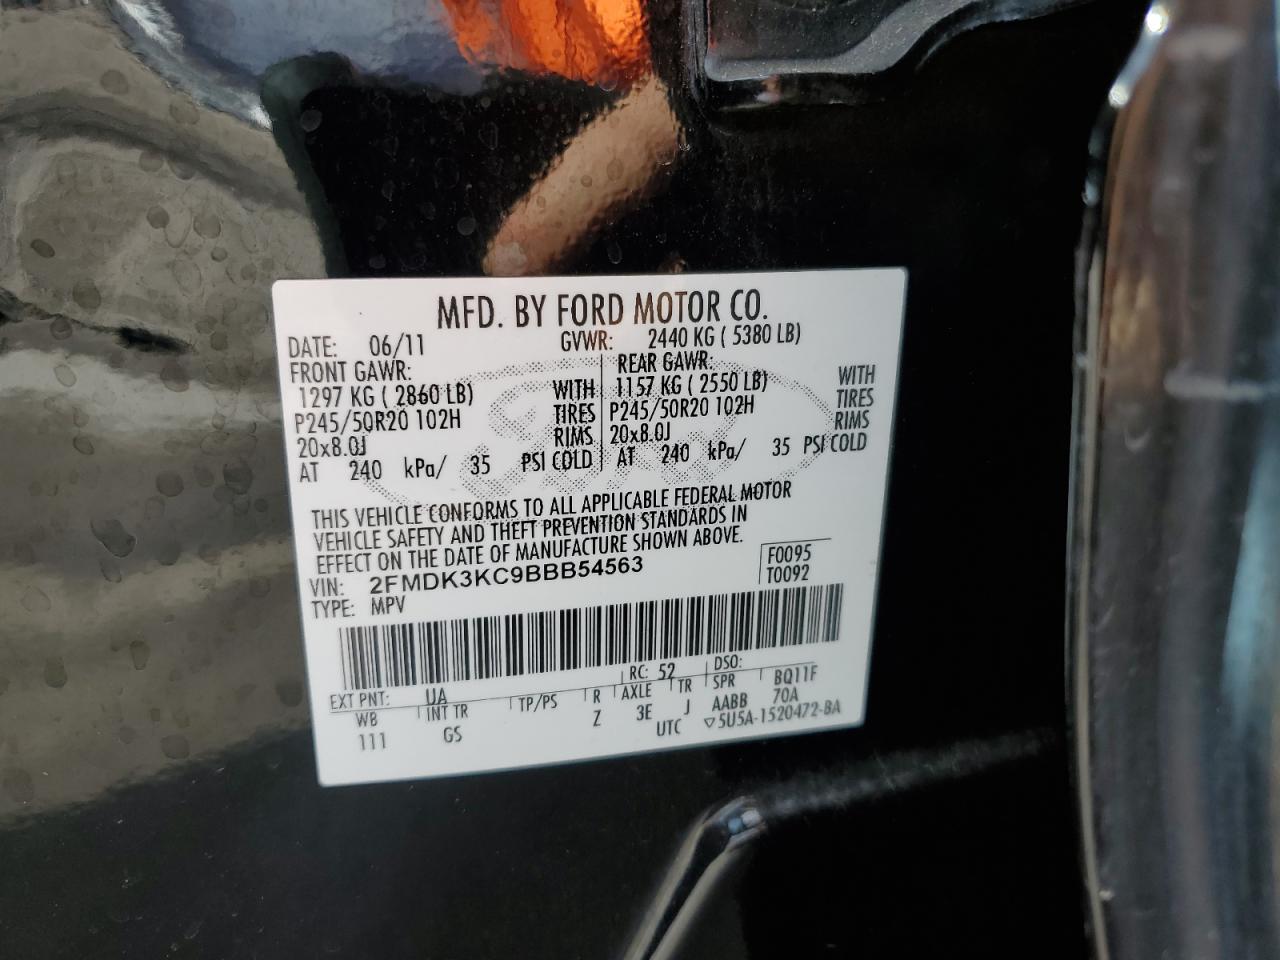 MFD. BY FORD MOTOR CO.
DATE: 06/11 GVWR: 2440 KG ( 5380 LB)
FRONT GAWR: REAR GAWR:
1297 KG ( 2860 LB) WITH 1157 KG ( 2550 LB) WITH
P245/50R20 102H TIRES P245/50R20 102H TIRES
20x8.0J RIMS 20x8.0J RIMS
AT 240 kPa/ 35 PSI COLD AT 240 kPa/ 35 PSI COLD
THIS VEHICLE CONFORMS TO ALL APPLICABLE FEDERAL MOTOR
VEHICLE SAFETY AND THEFT PREVENTION STANDARDS IN
EFFECT ON THE DATE OF MANUFACTURE SHOWN ABOVE.
VIN: 2FMDK3KC9BBB54563 F0095
TYPE: MPV T0092
EXT PNT: UA RC: 52 DSO:
WB INT TR TP/PS R AXLE TR SPR BQ11F
111 GS Z 3E J AABB 70A
UTC ▽5U5A-1520472-BA